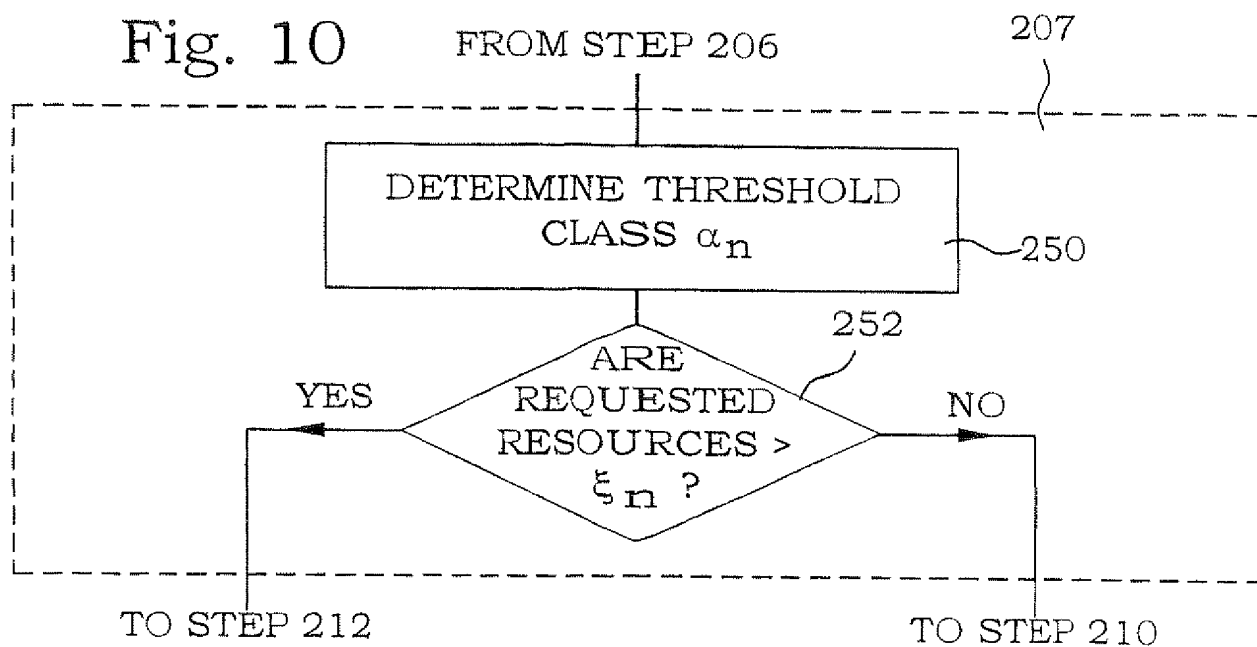 Fig. 10
FROM STEP 206
207
DETERMINE THRESHOLD
CLASS αn
250
252
ARE
REQUESTED
RESOURCES >
ξn ?
YES
NO
TO STEP 212
TO STEP 210